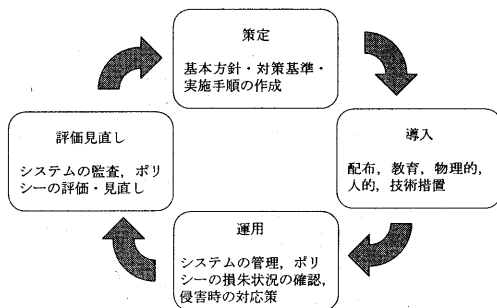 策定
基本方針・対策基準・
実施手順の作成
導入
配布, 教育, 物理的,
人的, 技術措置
運用
システムの管理, ポリ
シーの損朱状況の確認,
侵害時の対応策
評価見直し
システムの監査, ポリ
シーの評価・見直し